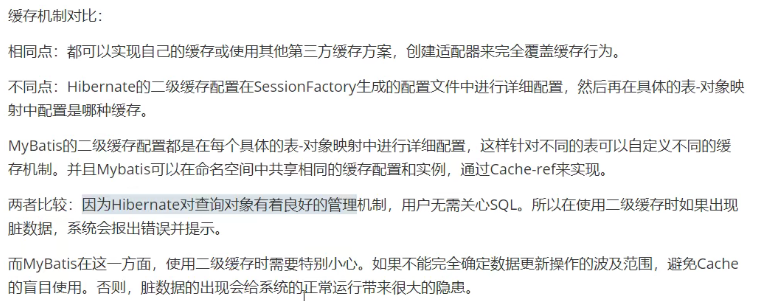 缓存机制对比：
相同点：都可以实现自己的缓存或使用其他第三方缓存方案，创建适配器来完全覆盖缓存行为。
不同点：Hibernate的二级缓存配置在SessionFactory生成的配置文件中进行详细配置，然后再在具体的表-对象映
射中配置是哪种缓存。
MyBatis的二级缓存配置都是在每个具体的表-对象映射中进行详细配置，这样针对不同的表可以自定义不同的缓
存机制。并且Mybatis可以在命名空间中共享相同的缓存配置和实例，通过Cache-ref来实现。
两者比较：因为Hibernate对查询对象有着良好的管理机制，用户无需关心SQL。所以在使用二级缓存时如果出现
脏数据，系统会报出错误并提示。
而MyBatis在这一方面，使用二级缓存时需要特别小心。如果不能完全确定数据更新操作的波及范围，避免Cache
的盲目使用。否则，脏数据的出现会给系统的正常运行带来很大的隐患。